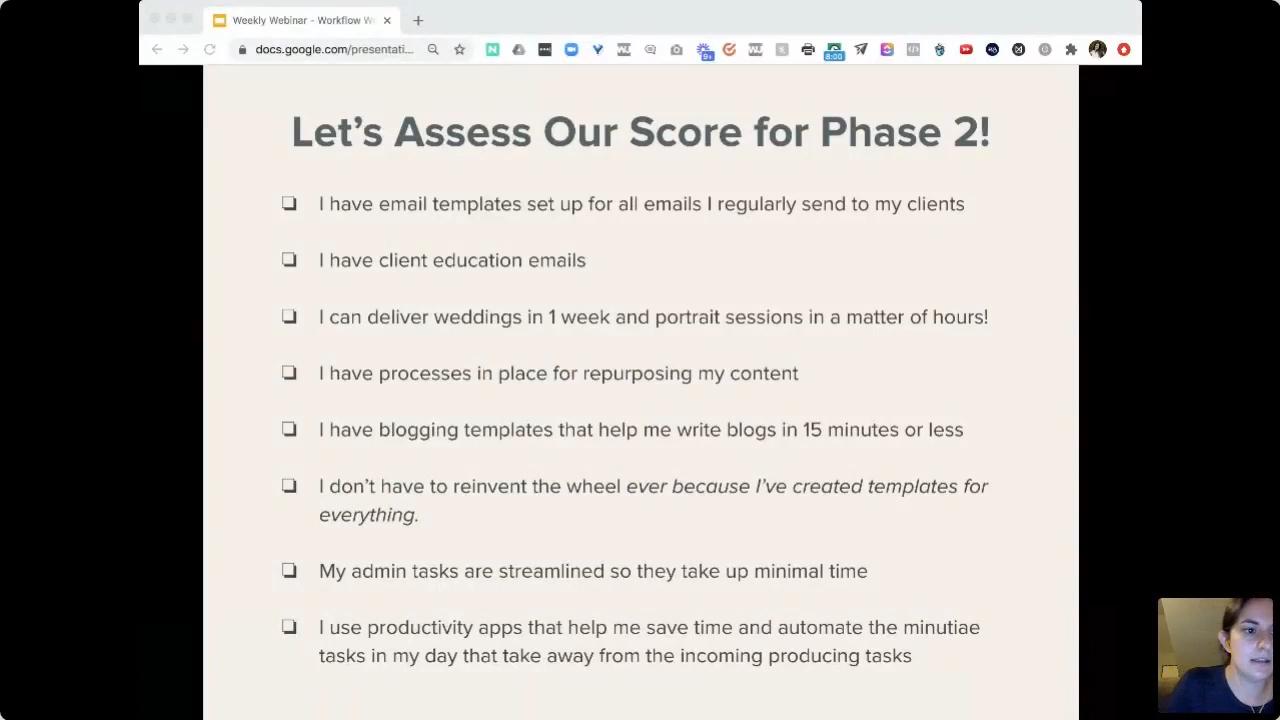 Weekly Webinar - Workflow W
docs.google.com/presentati...
9+
8:00
Let's Assess Our Score for Phase 2!
I have email templates set up for all emails I regularly send to my clients
I have client education emails
I can deliver weddings in 1 week and portrait sessions in a matter of hours!
I have processes in place for repurposing my content
I have blogging templates that help me write blogs in 15 minutes or less
I don't have to reinvent the wheel ever because I've created templates for
everything.
My admin tasks are streamlined so they take up minimal time
I use productivity apps that help me save time and automate the minutiae
tasks in my day that take away from the incoming producing tasks